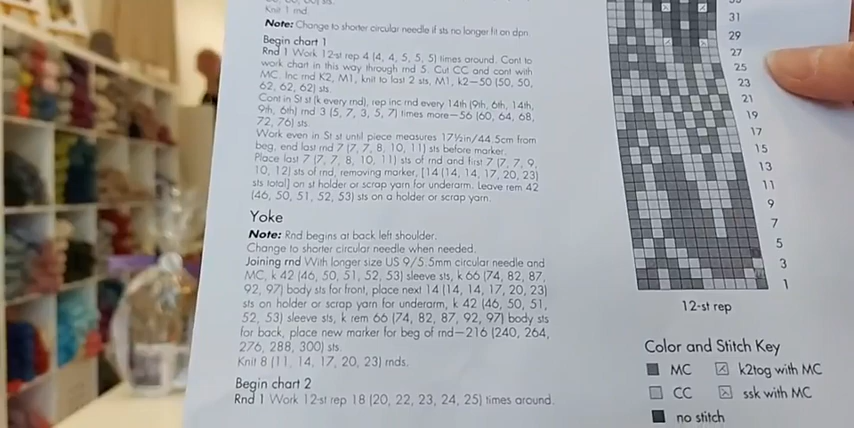 Knit 1 rnd.
Note: Change to shorter circular needle if sts no longer fit on dpn
Begin chart 1
Rnd 1 Work 12-st rep 4 (4, 4, 5, 5, 5) times around. Cont to
work chart in this way through rnd 5. Cut CC and cont with
MC. Inc rnd K2, M1, knit to last 2 sts, M1, k2—50 (50, 50,
62, 62, 62) sts.
Cont in St st (k every rnd), rep inc rnd every 14th (9th, 6th, 14th,
9th, 6th) rnd 3 (5, 7, 3, 5, 7) times more—56 (60, 64, 68,
72, 76) sts.
Work even in St st until piece measures 17½in/44.5cm from
beg, end last rnd 7 (7, 7, 8, 10, 11) sts before marker.
Place last 7 (7, 7, 8, 10, 11) sts of rnd and first 7 (7, 7, 9,
10, 12) sts of rnd, removing marker, [14 (14, 14, 17, 20, 23)
sts total] on st holder or scrap yarn for underarm. Leave rem 42
(46, 50, 51, 52, 53) sts on a holder or scrap yarn.
Yoke
Note: Rnd begins at back left shoulder.
Change to shorter circular needle when needed.
Joining rnd With longer size US 9/5.5mm circular needle and
MC, k 42 (46, 50, 51, 52, 53) sleeve sts, k 66 (74, 82, 87,
92, 97) body sts for front, place next 14 (14, 14, 17, 20, 23)
sts on holder or scrap yarn for underarm, k 42 (46, 50, 51,
52, 53) sleeve sts, k rem 66 (74, 82, 87, 92, 97) body sts
for back, place new marker for beg of rnd—216 (240, 264,
276, 288, 300) sts.
Knit 8 (11, 14, 17, 20, 23) rnds.
Begin chart 2
Rnd 1 Work 12-st rep 18 (20, 22, 23, 24, 25) times around.
31
29
27
25
23
21
19
17
15
13
11
9
7
5
3
1
12-st rep
Color and Stitch Key
MC
k2tog with MC
CC
ssk with MC
no stitch